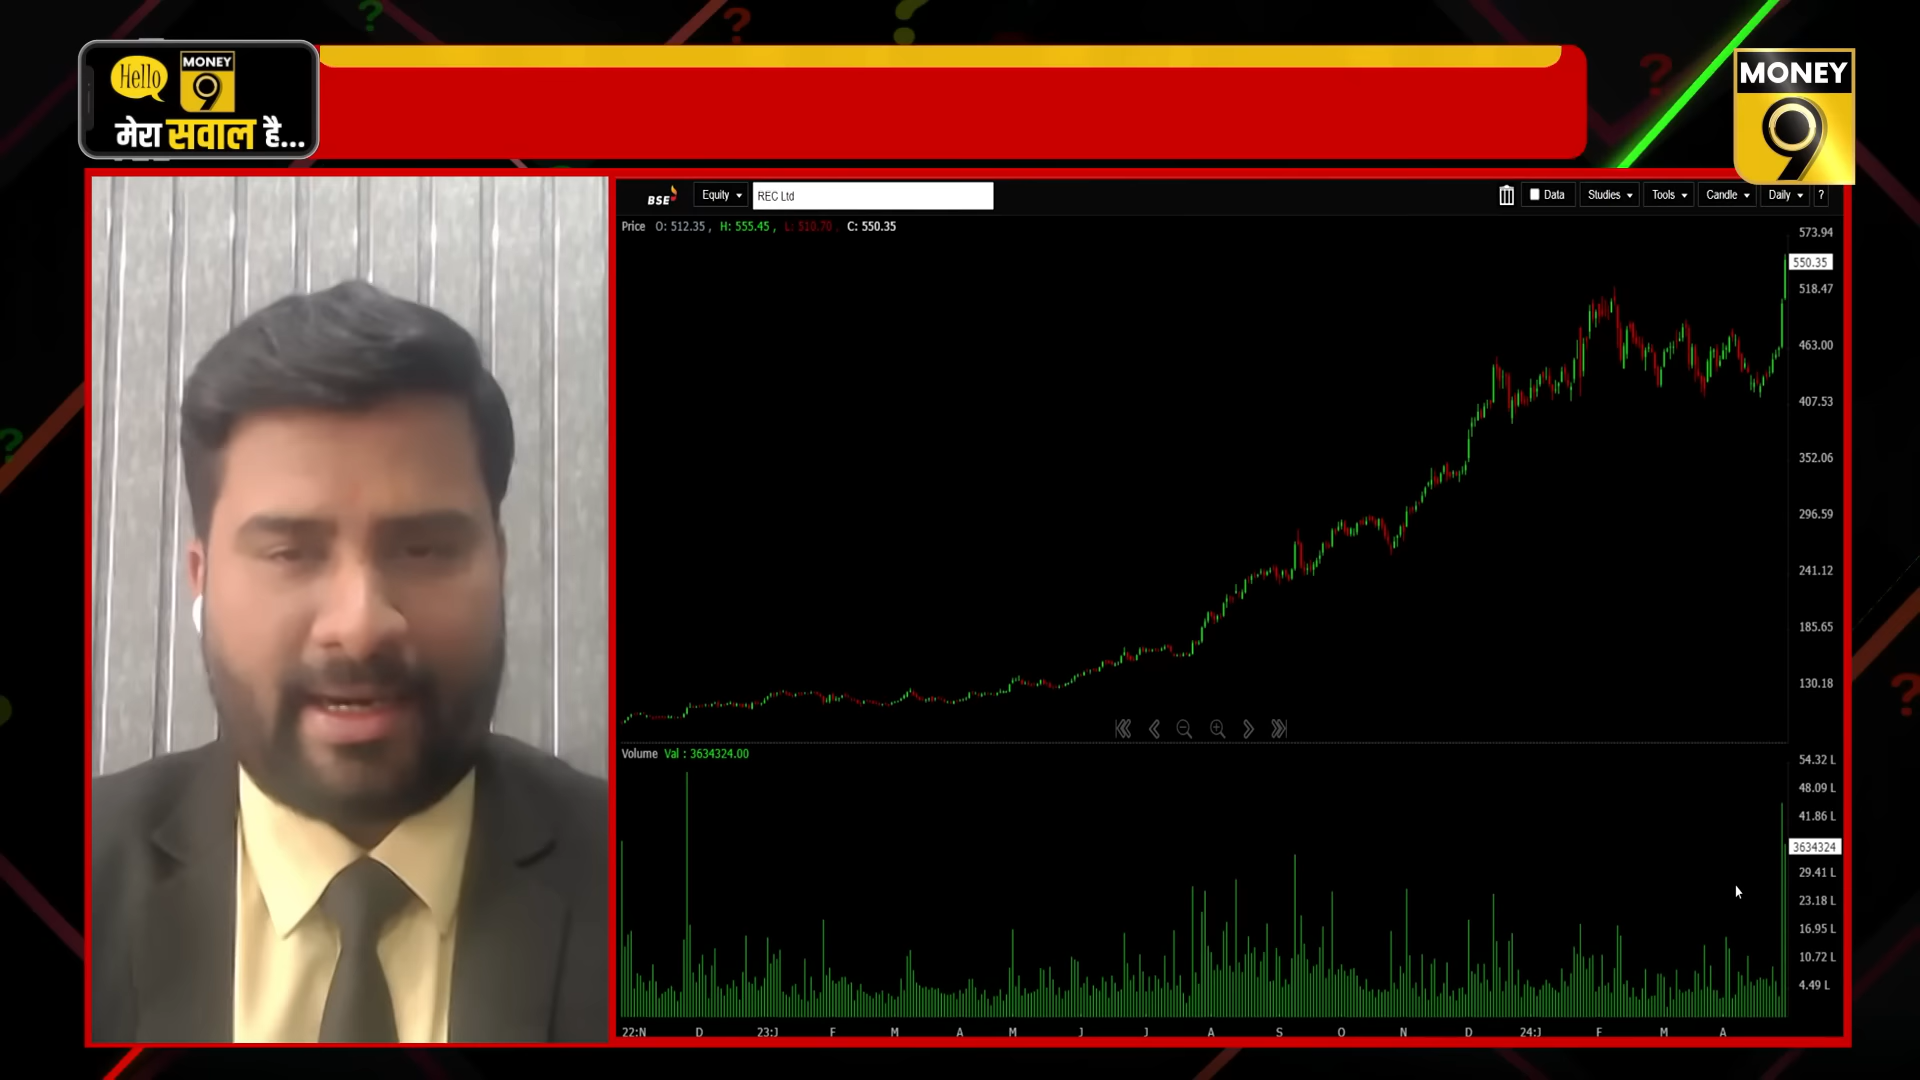 Hello
MONEY
9
मेरा सवाल है...
MONEY
9
BSE
Equity
REC Ltd
Data
Studies
Tools
Candle
Daily
?
Price O: 512.35 , H: 555.45 , L: 510.70 , C: 550.35
573.94
550.35
518.47
463.00
407.53
352.06
296.59
241.12
185.65
130.18
Volume Val : 3634324.00
54.32 L
48.09 L
41.86 L
3634324
29.41 L
23.18 L
16.95 L
10.72 L
4.49 L
22:N D 23:J F M A M J J A S O N D 24:J F M A